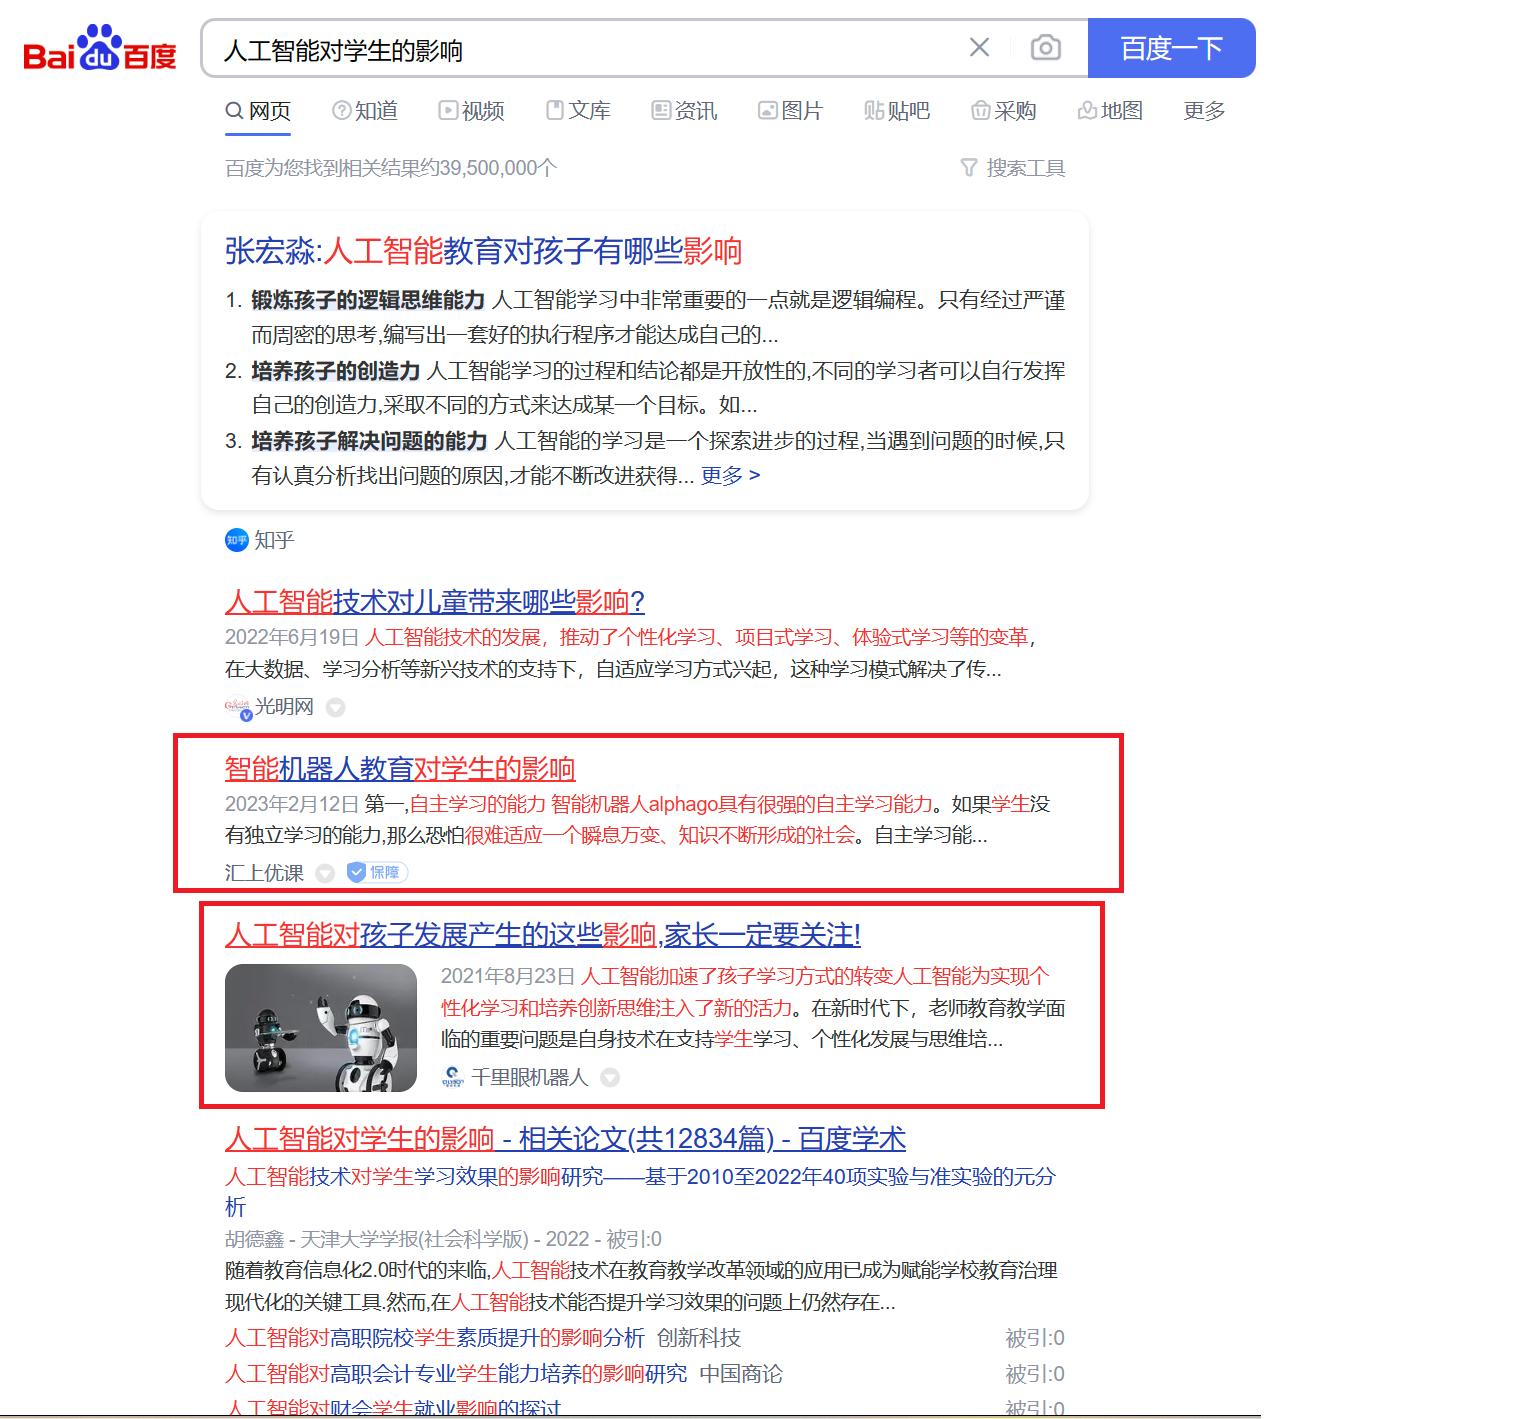 Bai du 百度
人工智能对学生的影响
百度一下
网页 知道 视频 文库 资讯 图片 贴吧 采购 地图 更多
百度为您找到相关结果约39,500,000个 搜索工具
张宏淼:人工智能教育对孩子有哪些影响
1. 锻炼孩子的逻辑思维能力 人工智能学习中非常重要的一点就是逻辑编程。只有经过严谨
而周密的思考,编写出一套好的执行程序才能达成自己的...
2. 培养孩子的创造力 人工智能学习的过程和结论都是开放性的,不同的学习者可以自行发挥
自己的创造力,采取不同的方式来达成某一个目标。如...
3. 培养孩子解决问题的能力 人工智能的学习是一个探索进步的过程,当遇到问题的时候,只
有认真分析找出问题的原因,才能不断改进获得... 更多 >
知乎 知乎
人工智能技术对儿童带来哪些影响?
2022年6月19日 人工智能技术的发展，推动了个性化学习、项目式学习、体验式学习等的变革，
在大数据、学习分析等新兴技术的支持下，自适应学习方式兴起，这种学习模式解决了传...
光明网
智能机器人教育对学生的影响
2023年2月12日 第一,自主学习的能力 智能机器人alphago具有很强的自主学习能力。如果学生没
有独立学习的能力,那么恐怕很难适应一个瞬息万变、知识不断形成的社会。自主学习能...
汇上优课 保障
人工智能对孩子发展产生的这些影响,家长一定要关注!
2021年8月23日 人工智能加速了孩子学习方式的转变人工智能为实现个
性化学习和培养创新思维注入了新的活力。在新时代下，老师教育教学面
临的重要问题是自身技术在支持学生学习、个性化发展与思维培...
千里眼机器人
人工智能对学生的影响 - 相关论文(共12834篇) - 百度学术
人工智能技术对学生学习效果的影响研究——基于2010至2022年40项实验与准实验的元分
析
胡德鑫 - 天津大学学报(社会科学版) - 2022 - 被引:0
随着教育信息化2.0时代的来临,人工智能技术在教育教学改革领域的应用已成为赋能学校教育治理
现代化的关键工具.然而,在人工智能技术能否提升学习效果的问题上仍然存在...
人工智能对高职院校学生素质提升的影响分析 创新科技 被引:0
人工智能对高职会计专业学生能力培养的影响研究 中国商论 被引:0
人工智能对财会学生就业影响的探讨 被引:0